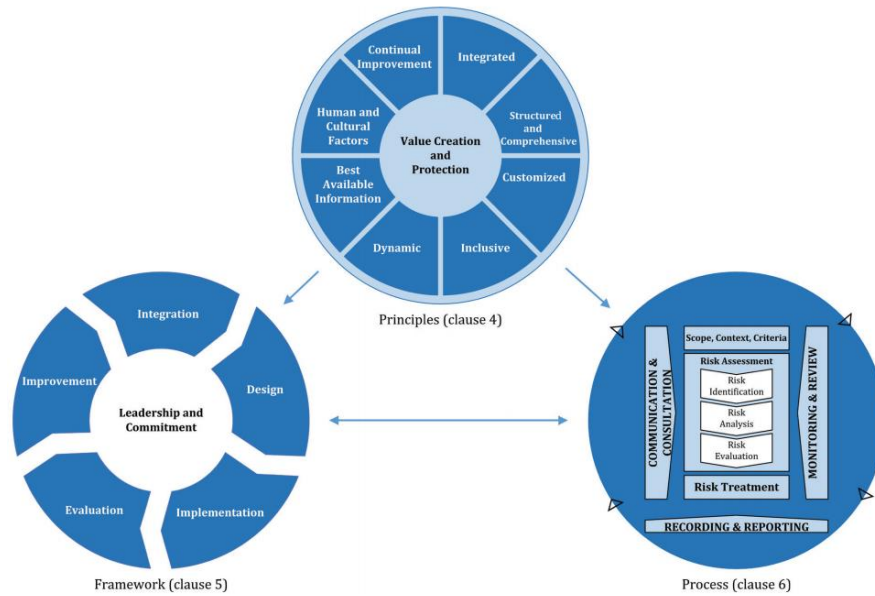 Continual
Improvement
Integrated
Structured
and
Comprehensive
Customized
Inclusive
Dynamic
Best
Available
Information
Human and
Cultural
Factors
Value Creation
and
Protection
Principles (clause 4)
Integration
Design
Implementation
Evaluation
Improvement
Leadership and
Commitment
Framework (clause 5)
Scope, Context, Criteria
Risk Assessment
Risk
Identification
Risk
Analysis
Risk
Evaluation
Risk Treatment
COMMUNICATION &
CONSULTATION
MONITORING & REVIEW
RECORDING & REPORTING
Process (clause 6)